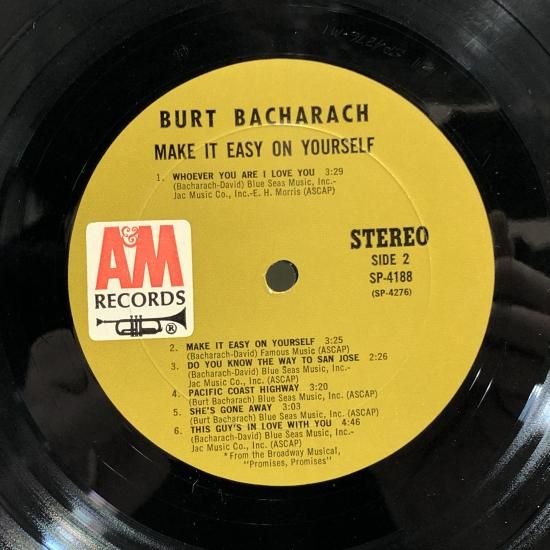 BURT BACHARACH
MAKE IT EASY ON YOURSELF
1. WHOEVER YOU ARE I LOVE YOU 3:29
(Bacharach-David) Blue Seas Music, Inc.-
Jac Music Co., Inc.-E. H. Morris (ASCAP)
A&M
RECORDS
®
STEREO
SIDE 2
SP-4188
(SP-4276)
2. MAKE IT EASY ON YOURSELF 3:25
(Bacharach-David) Famous Music (ASCAP)
3. DO YOU KNOW THE WAY TO SAN JOSE 2:26
(Bacharach-David) Blue Seas Music, Inc.-
Jac Music Co., Inc. (ASCAP)
4. PACIFIC COAST HIGHWAY 3:20
(Burt Bacharach) Blue Seas Music, Inc. (ASCAP)
5. SHE'S GONE AWAY 3:03
(Burt Bacharach) Blue Seas Music, Inc. (ASCAP)
6. THIS GUY'S IN LOVE WITH YOU 4:46
(Bacharach-David) Blue Seas Music, Inc.-
Jac Music Co., Inc. (ASCAP)
*From the Broadway Musical,
"Promises, Promises"